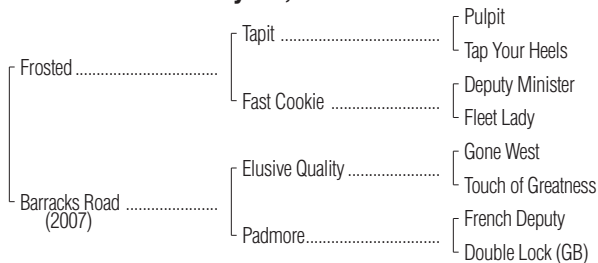 Pulpit
Tapit
Tap Your Heels
Frosted
Deputy Minister
Fast Cookie
Fleet Lady
Gone West
Elusive Quality
Touch of Greatness
Barracks Road
(2007)
French Deputy
Padmore
Double Lock (GB)